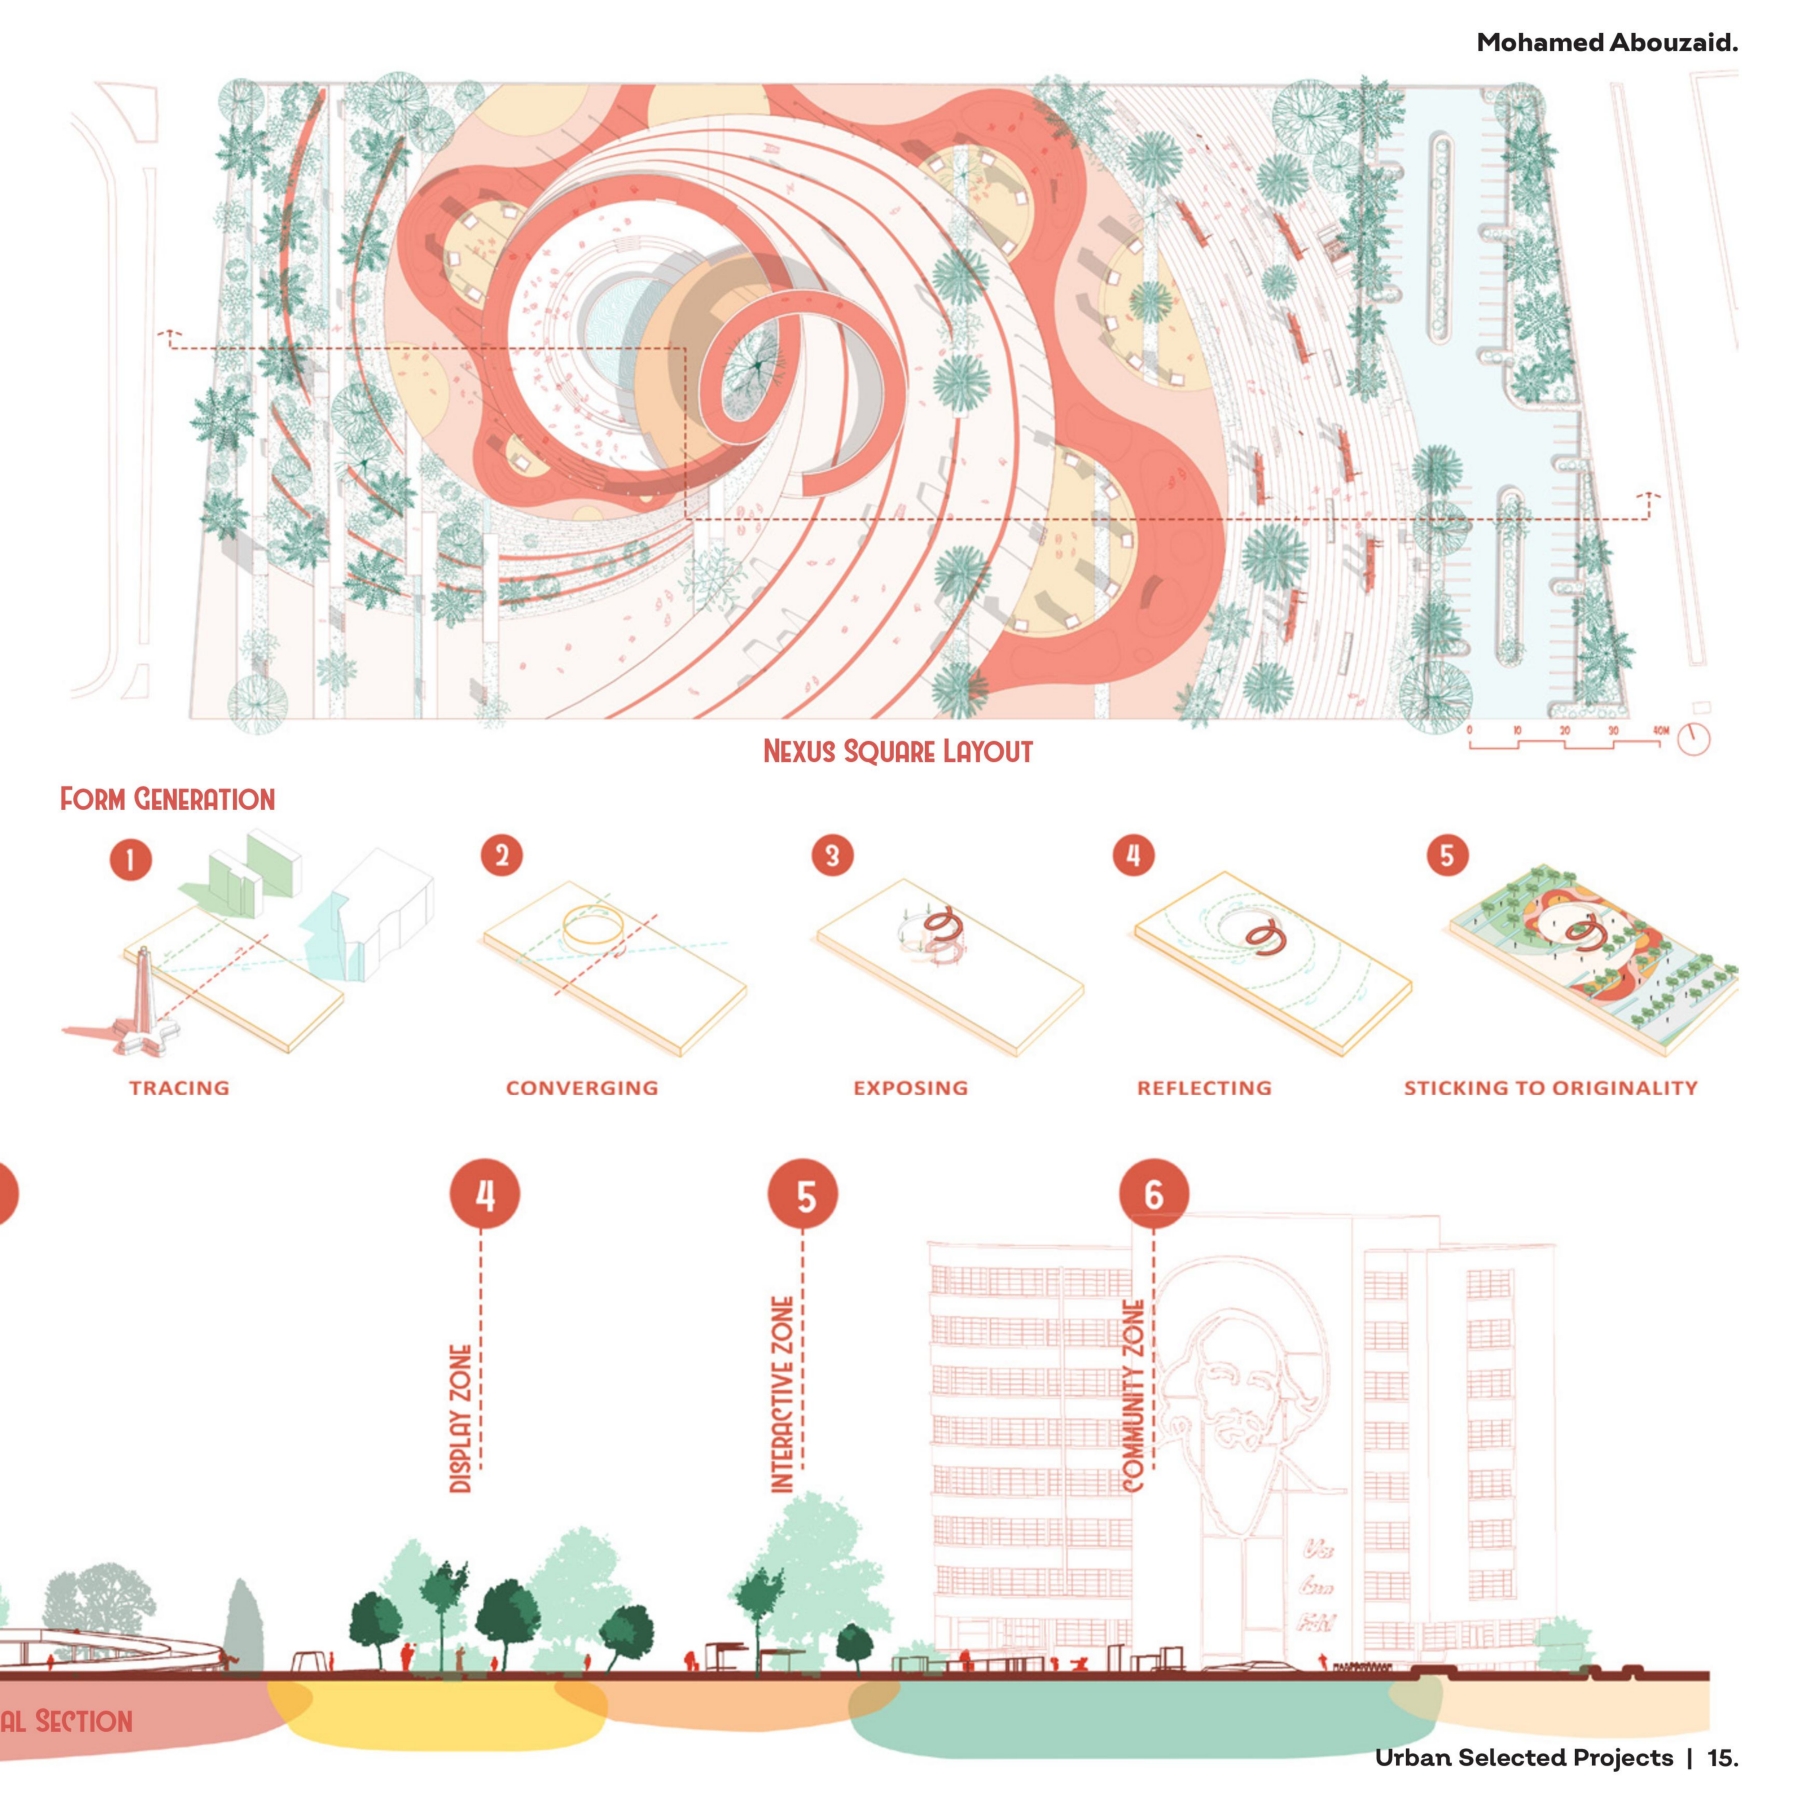 Mohamed Abouzaid.
0 10 20 30 40M
NEXUS SQUARE LAYOUT
FORM GENERATION
1 2 3 4 5
TRACING CONVERGING EXPOSING REFLECTING STICKING TO ORIGINALITY
4 5 6
DISPLAY ZONE
INTERACTIVE ZONE
COMMUNITY ZONE
Fidel
AL SECTION
Urban Selected Projects | 15.